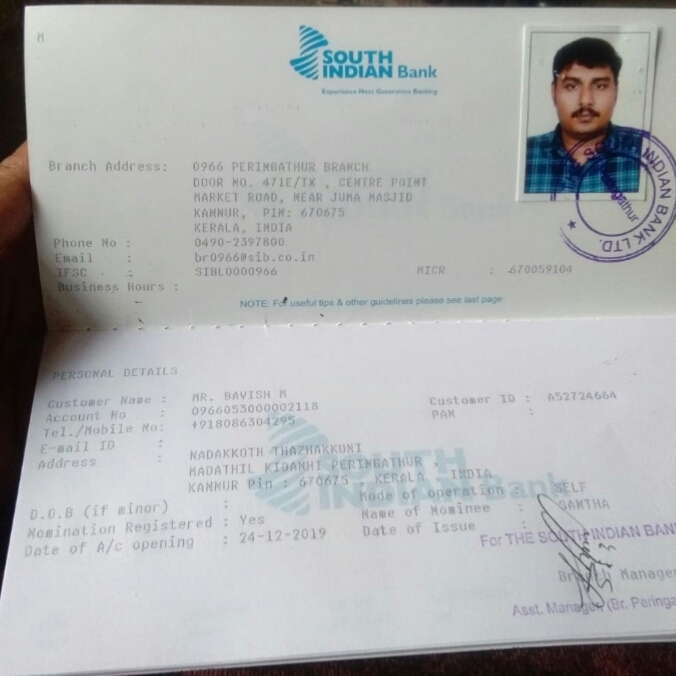 M
SOUTH
INDIAN Bank
Experience Next Generation Banking
Branch Address: 0966 PERINGATHUR BRANCH
DOOR NO. 471E/IX , CENTRE POINT
MARKET ROAD, NEAR JUMA MASJID
KANNUR, PIN: 670675
KERALA, INDIA
Phone No : 0490-2397800
Email : br0966@sib.co.in
IFSC : SIBL0000966 MICR : 670059104
Business Hours :
NOTE: For useful tips & other guidelines please see last page
SOUTH INDIAN BANK LTD.
PERSONAL DETAILS
Customer Name : MR. BAVISH M Customer ID : A52724664
Account No : 0966053000002118 PAN :
Tel./Mobile No: +918086304295
E-mail ID :
Address : NADAKKOTH THAZHAKKUNI
MADATHIL KIDANHI PERINGATHUR .
KANNUR Pin : 670675 , KERALA , INDIA
D.O.B (if minor) : Mode of operation : SELF
Nomination Registered : Yes Name of Nominee : SANTHA
Date of A/c opening : 24-12-2019 Date of Issue :
For THE SOUTH INDIAN BANK
Branch Manager
Asst. Manager (Br. Peringa
SOUTH
INDIAN Bank